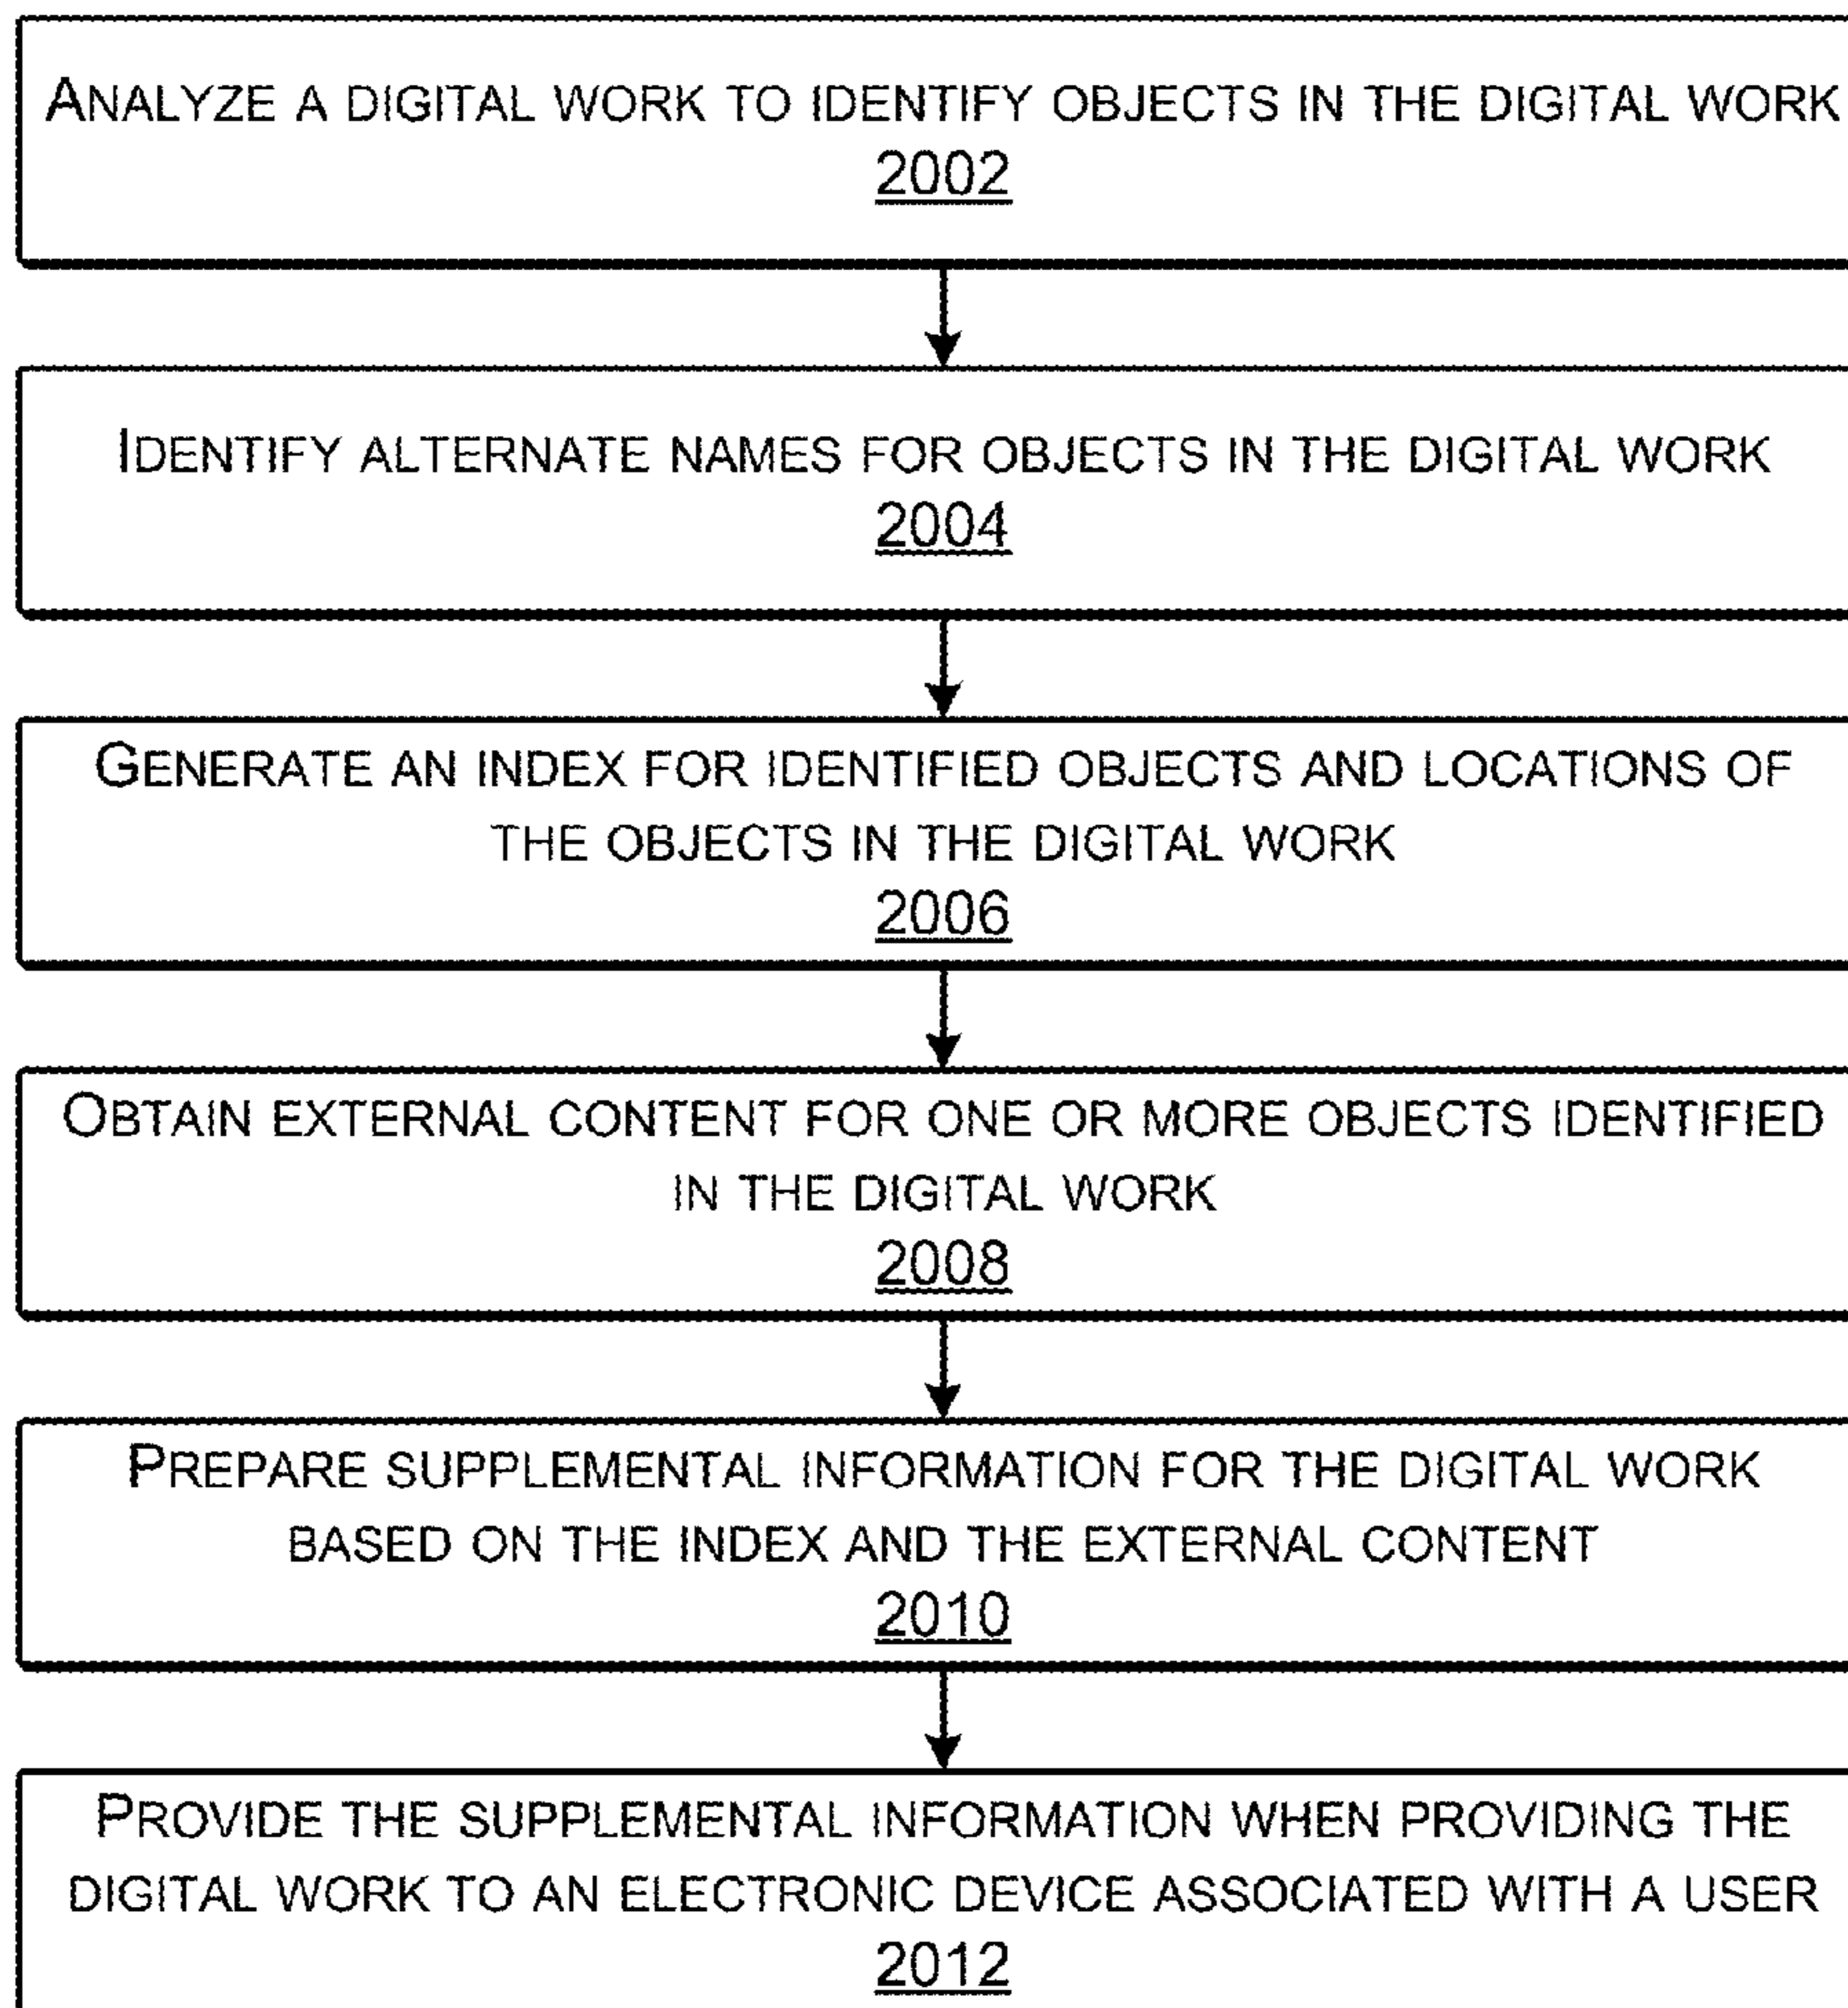 ANALYZE A DIGITAL WORK TO IDENTIFY OBJECTS IN THE DIGITAL WORK
2002
IDENTIFY ALTERNATE NAMES FOR OBJECTS IN THE DIGITAL WORK
2004
GENERATE AN INDEX FOR IDENTIFIED OBJECTS AND LOCATIONS OF
THE OBJECTS IN THE DIGITAL WORK
2006
OBTAIN EXTERNAL CONTENT FOR ONE OR MORE OBJECTS IDENTIFIED
IN THE DIGITAL WORK
2008
PREPARE SUPPLEMENTAL INFORMATION FOR THE DIGITAL WORK
BASED ON THE INDEX AND THE EXTERNAL CONTENT
2010
PROVIDE THE SUPPLEMENTAL INFORMATION WHEN PROVIDING THE
DIGITAL WORK TO AN ELECTRONIC DEVICE ASSOCIATED WITH A USER
2012